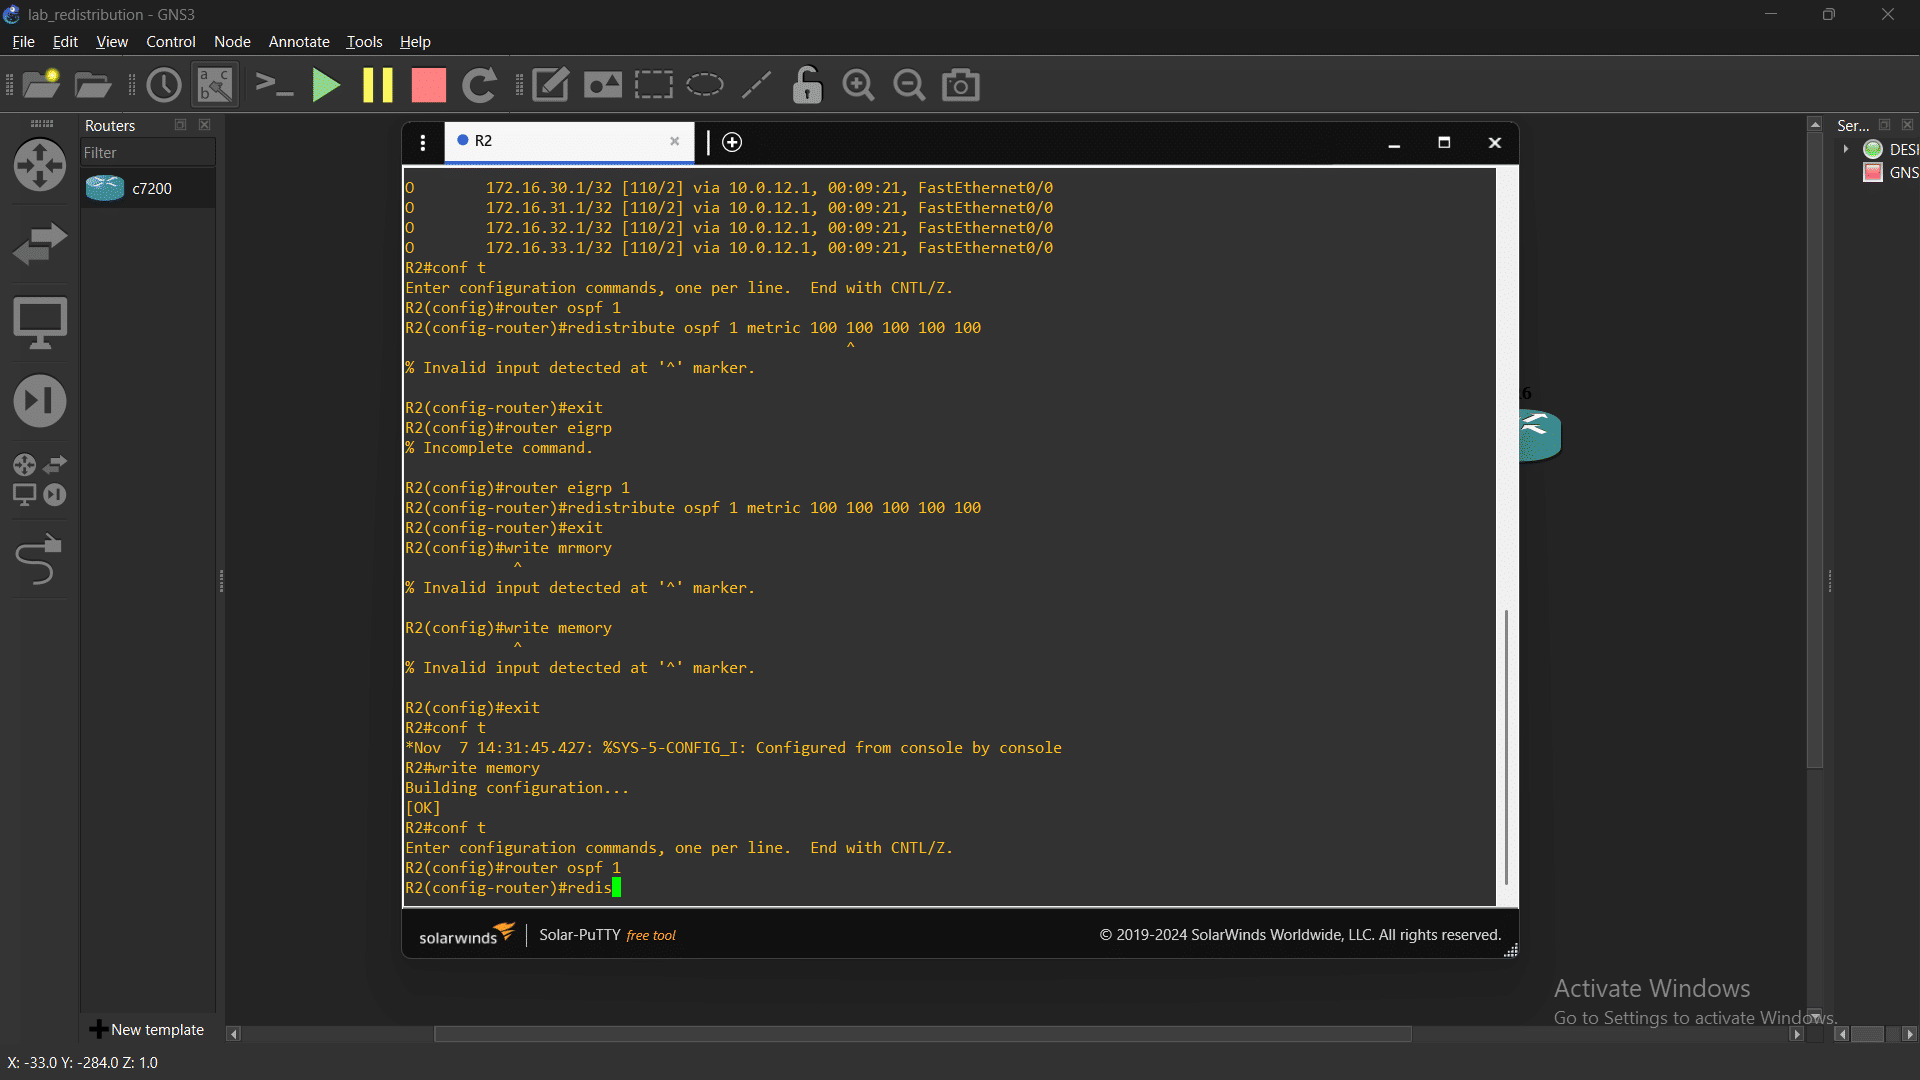 lab_redistribution - GNS3
File Edit View Control Node Annotate Tools Help
Routers
Filter
c7200
New template
X: -33.0 Y: -284.0 Z: 1.0
R2
O        172.16.30.1/32 [110/2] via 10.0.12.1, 00:09:21, FastEthernet0/0
O        172.16.31.1/32 [110/2] via 10.0.12.1, 00:09:21, FastEthernet0/0
O        172.16.32.1/32 [110/2] via 10.0.12.1, 00:09:21, FastEthernet0/0
O        172.16.33.1/32 [110/2] via 10.0.12.1, 00:09:21, FastEthernet0/0
R2#conf t
Enter configuration commands, one per line.  End with CNTL/Z.
R2(config)#router ospf 1
R2(config-router)#redistribute ospf 1 metric 100 100 100 100 100
^
% Invalid input detected at '^' marker.
R2(config-router)#exit
R2(config)#router eigrp
% Incomplete command.
R2(config)#router eigrp 1
R2(config-router)#redistribute ospf 1 metric 100 100 100 100 100
R2(config-router)#exit
R2(config)#write mrmory
^
% Invalid input detected at '^' marker.
R2(config)#write memory
^
% Invalid input detected at '^' marker.
R2(config)#exit
R2#conf t
*Nov  7 14:31:45.427: %SYS-5-CONFIG_I: Configured from console by console
R2#write memory
Building configuration...
[OK]
R2#conf t
Enter configuration commands, one per line.  End with CNTL/Z.
R2(config)#router ospf 1
R2(config-router)#redis
solarwinds Solar-PuTTY free tool
© 2019-2024 SolarWinds Worldwide, LLC. All rights reserved.
6
Ser...
DESI
GNS
Activate Windows
Go to Settings to activate Windows.